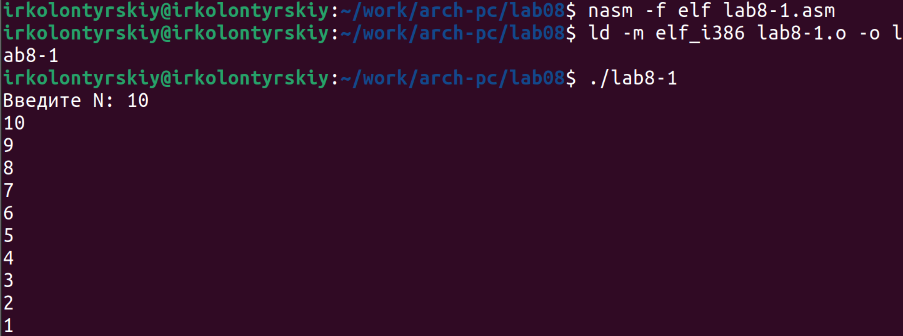 irkolontyrskiy@irkolontyrskiy:~/work/arch-pc/lab08$ nasm -f elf lab8-1.asm
irkolontyrskiy@irkolontyrskiy:~/work/arch-pc/lab08$ ld -m elf_i386 lab8-1.o -o l
ab8-1
irkolontyrskiy@irkolontyrskiy:~/work/arch-pc/lab08$ ./lab8-1
Введите N: 10
10
9
8
7
6
5
4
3
2
1